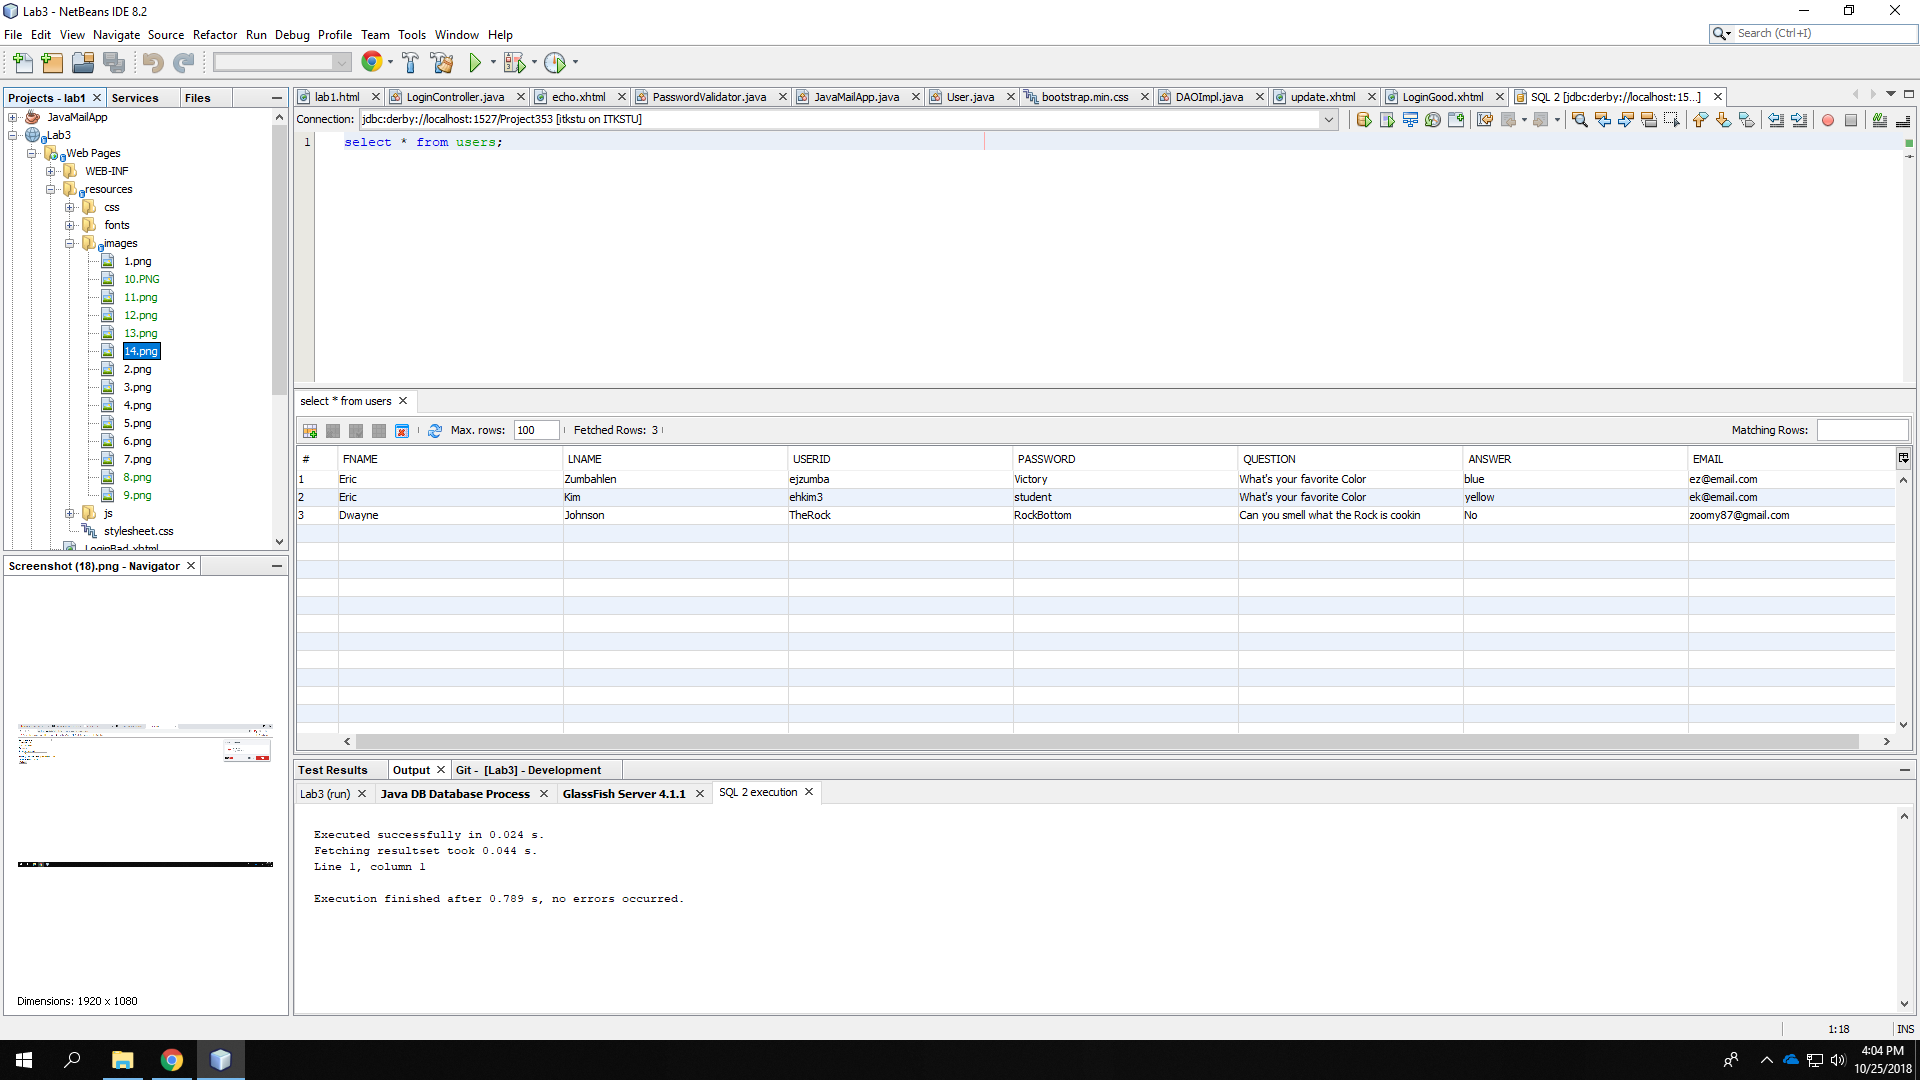 Lab3 - NetBeans IDE 8.2
File Edit View Navigate Source Refactor Run Debug Profile Team Tools Window Help
Search (Ctrl+I)
Projects - lab1 Services Files
JavaMailApp
Lab3
Web Pages
WEB-INF
resources
css
fonts
images
1.png
10.PNG
11.png
12.png
13.png
14.png
2.png
3.png
4.png
5.png
6.png
7.png
8.png
9.png
js
stylesheet.css
LoginBad.xhtml
Screenshot (18).png - Navigator
Dimensions: 1920 x 1080
lab1.html LoginController.java echo.xhtml PasswordValidator.java JavaMailApp.java User.java bootstrap.min.css DAOImpl.java update.xhtml LoginGood.xhtml SQL 2 [jdbc:derby://localhost:15...]
Connection: jdbc:derby://localhost:1527/Project353 [itkstu on ITKSTU]
1 select * from users;
select * from users
Max. rows: 100 Fetched Rows: 3 Matching Rows:
# FNAME LNAME USERID PASSWORD QUESTION ANSWER EMAIL
1 Eric Zumbahlen ejzumba Victory What's your favorite Color blue ez@email.com
2 Eric Kim ehkim3 student What's your favorite Color yellow ek@email.com
3 Dwayne Johnson TheRock RockBottom Can you smell what the Rock is cookin No zoomy87@gmail.com
Test Results Output Git - [Lab3] - Development
Lab3 (run) Java DB Database Process GlassFish Server 4.1.1 SQL 2 execution
Executed successfully in 0.024 s.
Fetching resultset took 0.044 s.
Line 1, column 1
Execution finished after 0.789 s, no errors occurred.
1:18 INS
4:04 PM
10/25/2018